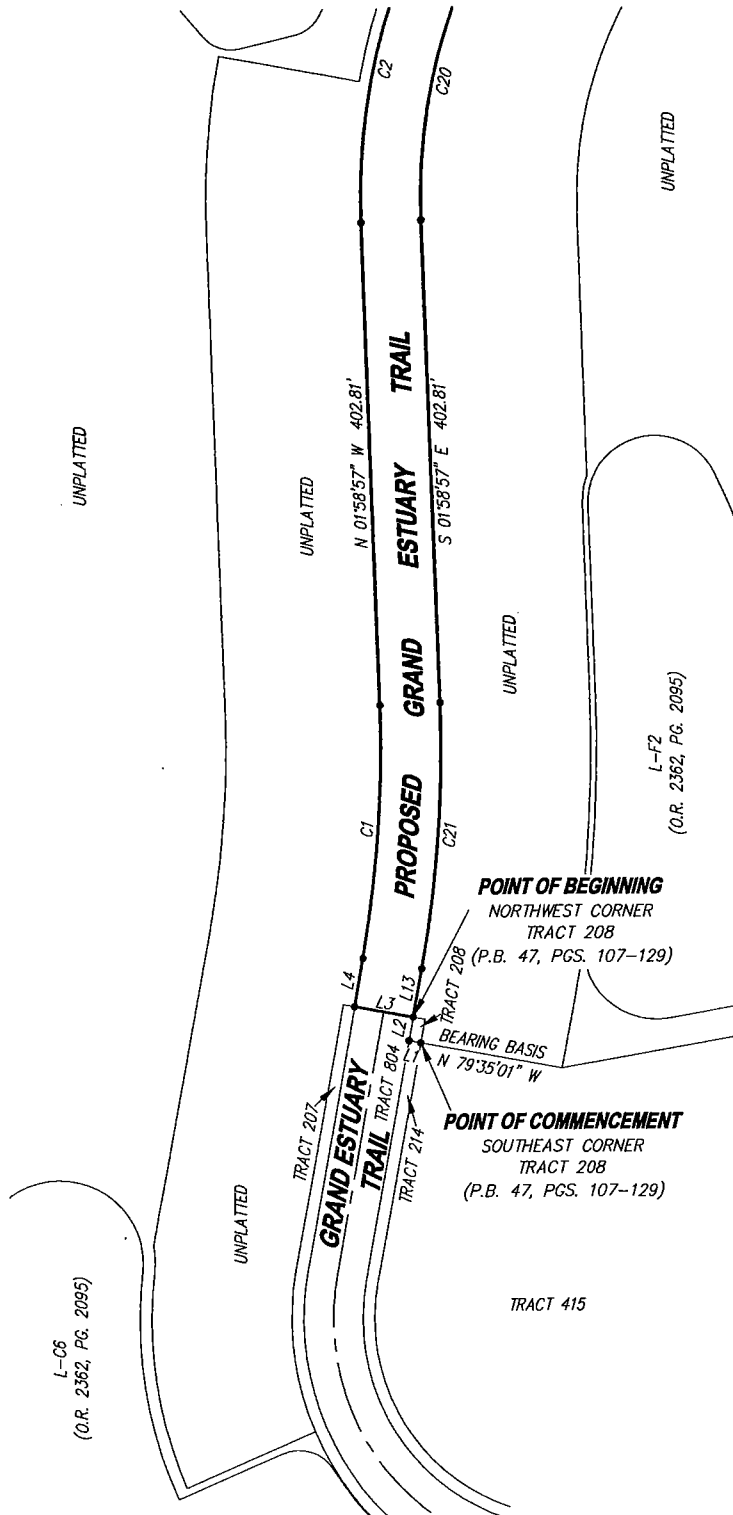 C2
C20
UNPLATTED
UNPLATTED
UNPLATTED
N 01°58'57" W 402.81'
S 01°58'57" E 402.81'
PROPOSED GRAND ESTUARY TRAIL
UNPLATTED
L-F2
(O.R. 2362, PG. 2095)
C1
C21
POINT OF BEGINNING
NORTHWEST CORNER
TRACT 208
(P.B. 47, PGS. 107-129)
L4
L3
L13
L2
L1
TRACT 208
BEARING BASIS
N 79°35'01" W
POINT OF COMMENCEMENT
SOUTHEAST CORNER
TRACT 208
(P.B. 47, PGS. 107-129)
TRACT 207
GRAND ESTUARY
TRAIL
TRACT 804
TRACT 214
UNPLATTED
TRACT 415
L-C6
(O.R. 2362, PG. 2095)